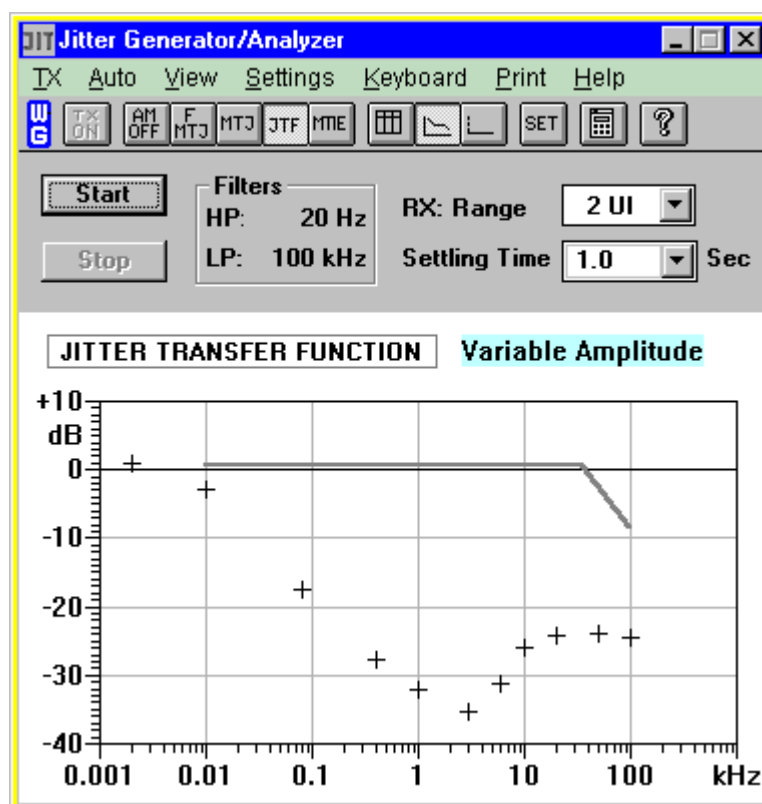 JIT Jitter Generator/Analyzer
TX Auto View Settings Keyboard Print Help
WG TX ON AM OFF F MTJ MTJ JTF MTIE SET ?
Start
Stop
Filters
HP: 20 Hz
LP: 100 kHz
RX: Range 2 UI
Settling Time 1.0 Sec
JITTER TRANSFER FUNCTION Variable Amplitude
+10
dB
0
-10
-20
-30
-40
0.001 0.01 0.1 1 10 100 kHz